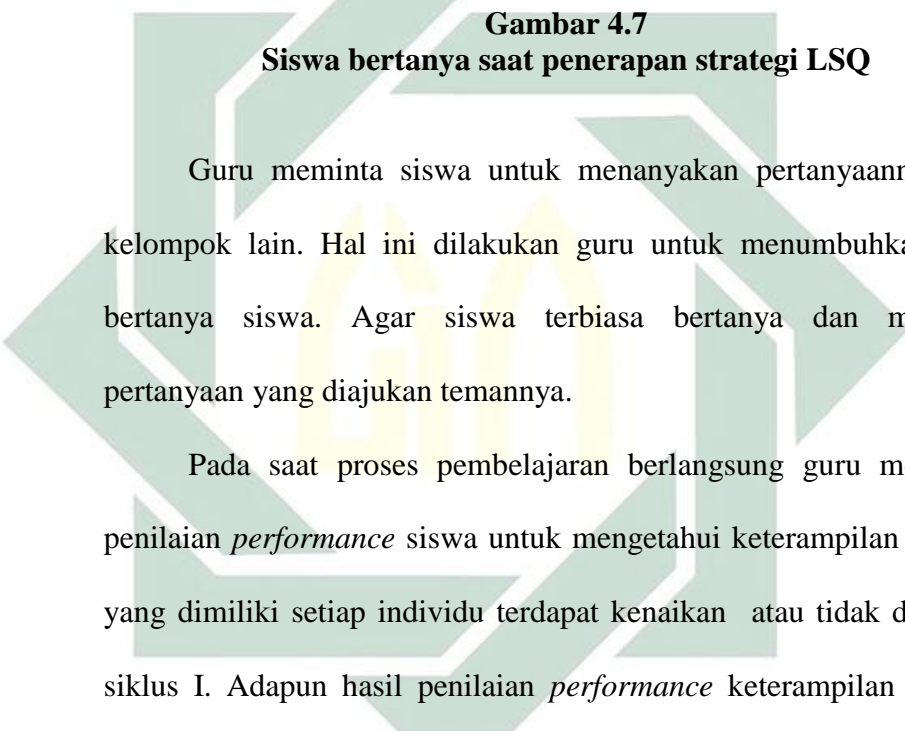 Gambar 4.7
Siswa bertanya saat penerapan strategi LSQ
Guru meminta siswa untuk menanyakan
kelompok lain. Hal ini dilakukan guru untuk
bertanya siswa. Agar siswa terbiasa bertanya dan
pertanyaan yang diajukan temannya.
Pada saat proses pembelajaran berlangsung guru
penilaian performance siswa untuk mengetahui keterampilan
yang dimiliki setiap individu terdapat kenaikan atau tidak
siklus I. Adapun hasil penilaian performance keterampilan